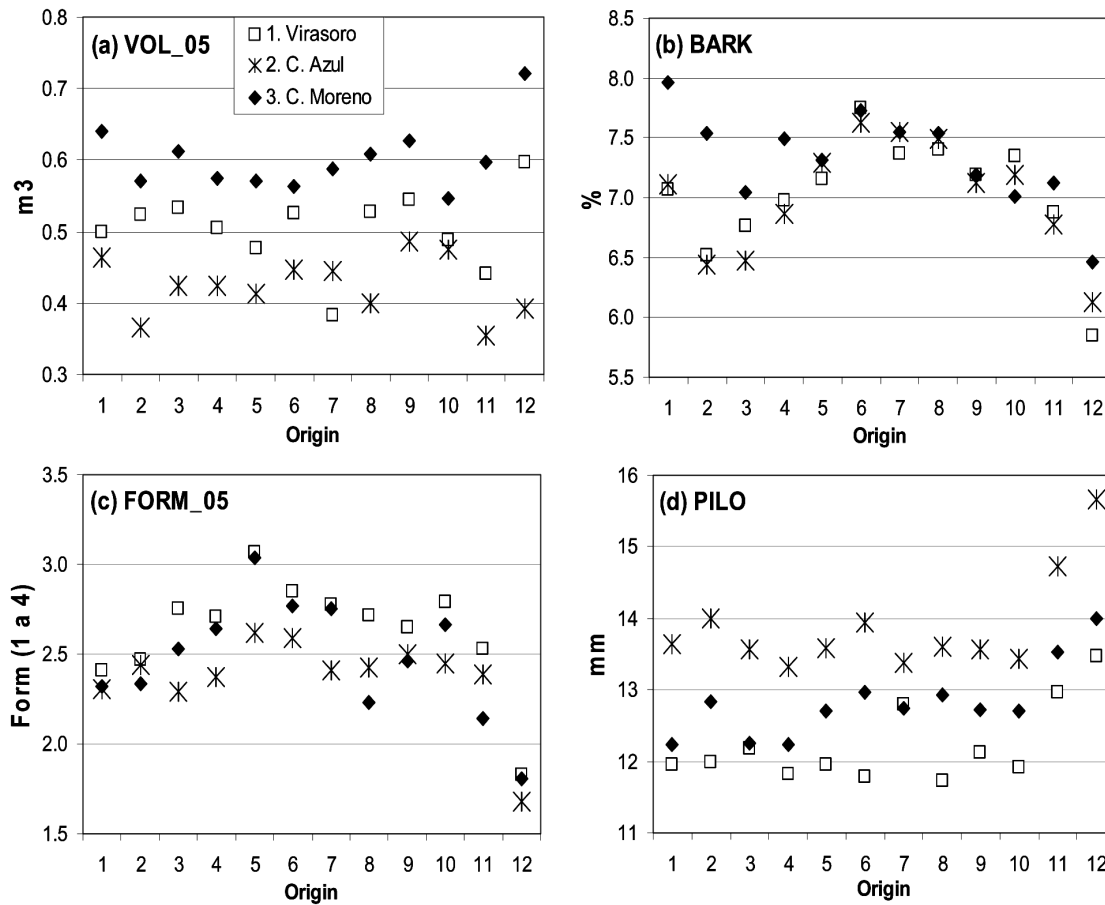 (a) VOL_05
1. Virasoro
2. C. Azul
3. C. Moreno
m3
0.8
0.7
0.6
0.5
0.4
0.3
1 2 3 4 5 6 7 8 9 10 11 12
Origin
(b) BARK
%
8.5
8.0
7.5
7.0
6.5
6.0
5.5
1 2 3 4 5 6 7 8 9 10 11 12
Origin
(c) FORM_05
Form (1 a 4)
3.5
3.0
2.5
2.0
1.5
1 2 3 4 5 6 7 8 9 10 11 12
Origin
(d) PILO
mm
16
15
14
13
12
11
1 2 3 4 5 6 7 8 9 10 11 12
Origin